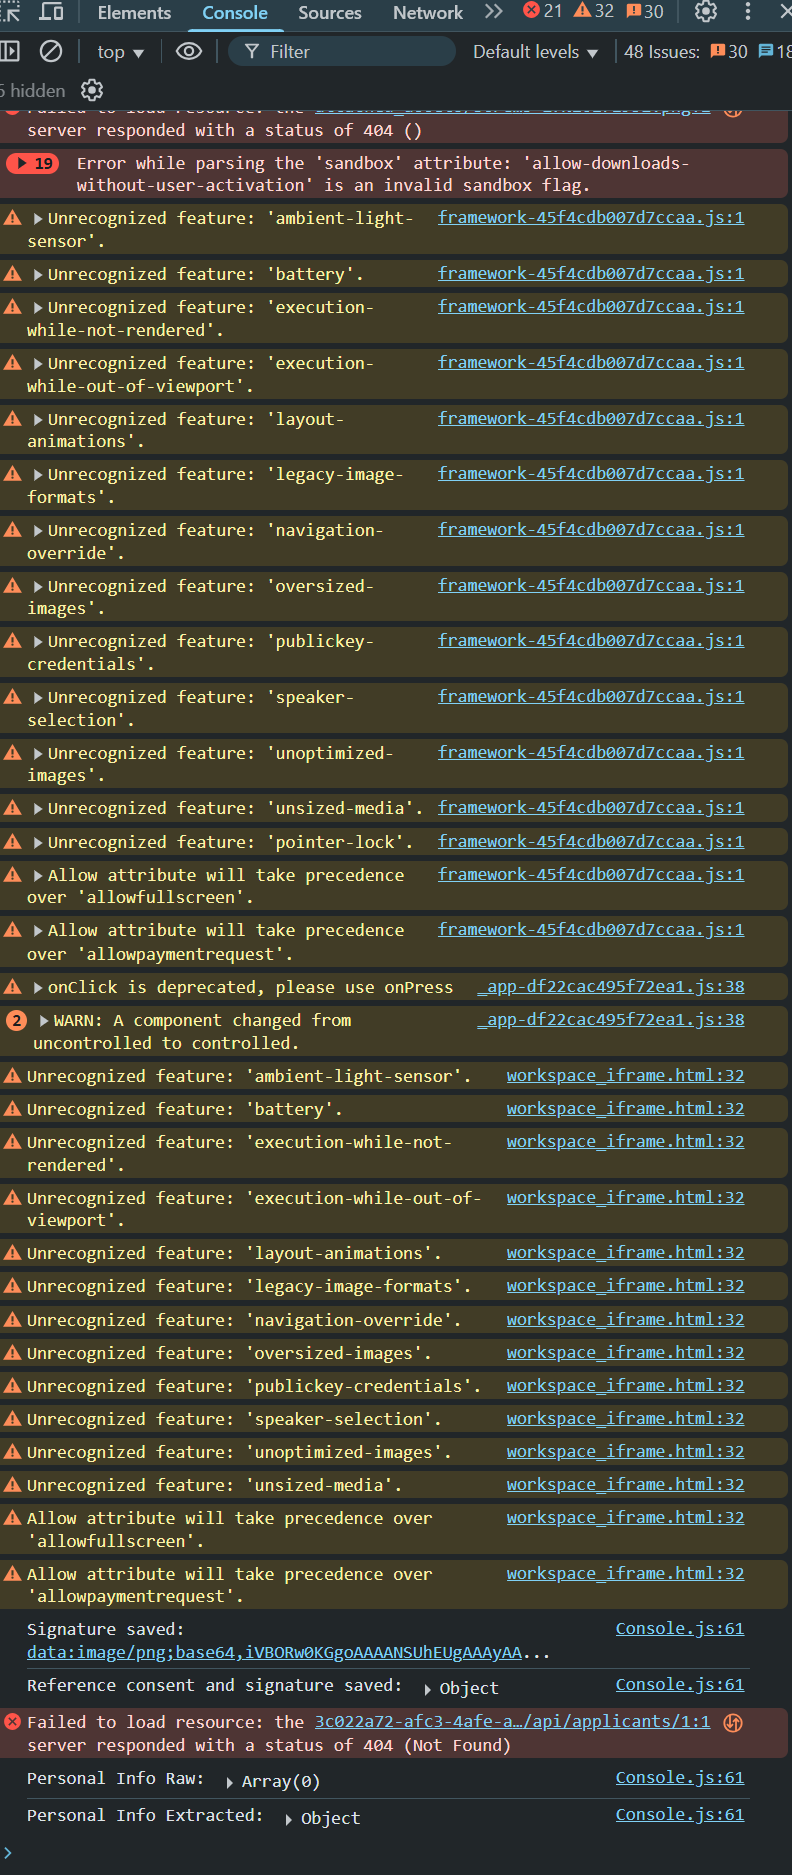 Elements Console Sources Network 21 32 30
top Filter Default levels 48 Issues: 30 18
hidden
server responded with a status of 404 ()
19 Error while parsing the 'sandbox' attribute: 'allow-downloads-
without-user-activation' is an invalid sandbox flag.
Unrecognized feature: 'ambient-light- framework-45f4cdb007d7ccaa.js:1
sensor'.
Unrecognized feature: 'battery'. framework-45f4cdb007d7ccaa.js:1
Unrecognized feature: 'execution- framework-45f4cdb007d7ccaa.js:1
while-not-rendered'.
Unrecognized feature: 'execution- framework-45f4cdb007d7ccaa.js:1
while-out-of-viewport'.
Unrecognized feature: 'layout- framework-45f4cdb007d7ccaa.js:1
animations'.
Unrecognized feature: 'legacy-image- framework-45f4cdb007d7ccaa.js:1
formats'.
Unrecognized feature: 'navigation- framework-45f4cdb007d7ccaa.js:1
override'.
Unrecognized feature: 'oversized- framework-45f4cdb007d7ccaa.js:1
images'.
Unrecognized feature: 'publickey- framework-45f4cdb007d7ccaa.js:1
credentials'.
Unrecognized feature: 'speaker- framework-45f4cdb007d7ccaa.js:1
selection'.
Unrecognized feature: 'unoptimized- framework-45f4cdb007d7ccaa.js:1
images'.
Unrecognized feature: 'unsized-media'. framework-45f4cdb007d7ccaa.js:1
Unrecognized feature: 'pointer-lock'. framework-45f4cdb007d7ccaa.js:1
Allow attribute will take precedence framework-45f4cdb007d7ccaa.js:1
over 'allowfullscreen'.
Allow attribute will take precedence framework-45f4cdb007d7ccaa.js:1
over 'allowpaymentrequest'.
onClick is deprecated, please use onPress _app-df22cac495f72ea1.js:38
2 WARN: A component changed from _app-df22cac495f72ea1.js:38
uncontrolled to controlled.
Unrecognized feature: 'ambient-light-sensor'. workspace_iframe.html:32
Unrecognized feature: 'battery'. workspace_iframe.html:32
Unrecognized feature: 'execution-while-not- workspace_iframe.html:32
rendered'.
Unrecognized feature: 'execution-while-out-of- workspace_iframe.html:32
viewport'.
Unrecognized feature: 'layout-animations'. workspace_iframe.html:32
Unrecognized feature: 'legacy-image-formats'. workspace_iframe.html:32
Unrecognized feature: 'navigation-override'. workspace_iframe.html:32
Unrecognized feature: 'oversized-images'. workspace_iframe.html:32
Unrecognized feature: 'publickey-credentials'. workspace_iframe.html:32
Unrecognized feature: 'speaker-selection'. workspace_iframe.html:32
Unrecognized feature: 'unoptimized-images'. workspace_iframe.html:32
Unrecognized feature: 'unsized-media'. workspace_iframe.html:32
Allow attribute will take precedence over workspace_iframe.html:32
'allowfullscreen'.
Allow attribute will take precedence over workspace_iframe.html:32
'allowpaymentrequest'.
Signature saved: Console.js:61
data:image/png;base64,iVBORw0KGgoAAAANSUhEUgAAAyAA...
Reference consent and signature saved: Object Console.js:61
Failed to load resource: the 3c022a72-afc3-4afe-a…/api/applicants/1:1
server responded with a status of 404 (Not Found)
Personal Info Raw: Array(0) Console.js:61
Personal Info Extracted: Object Console.js:61